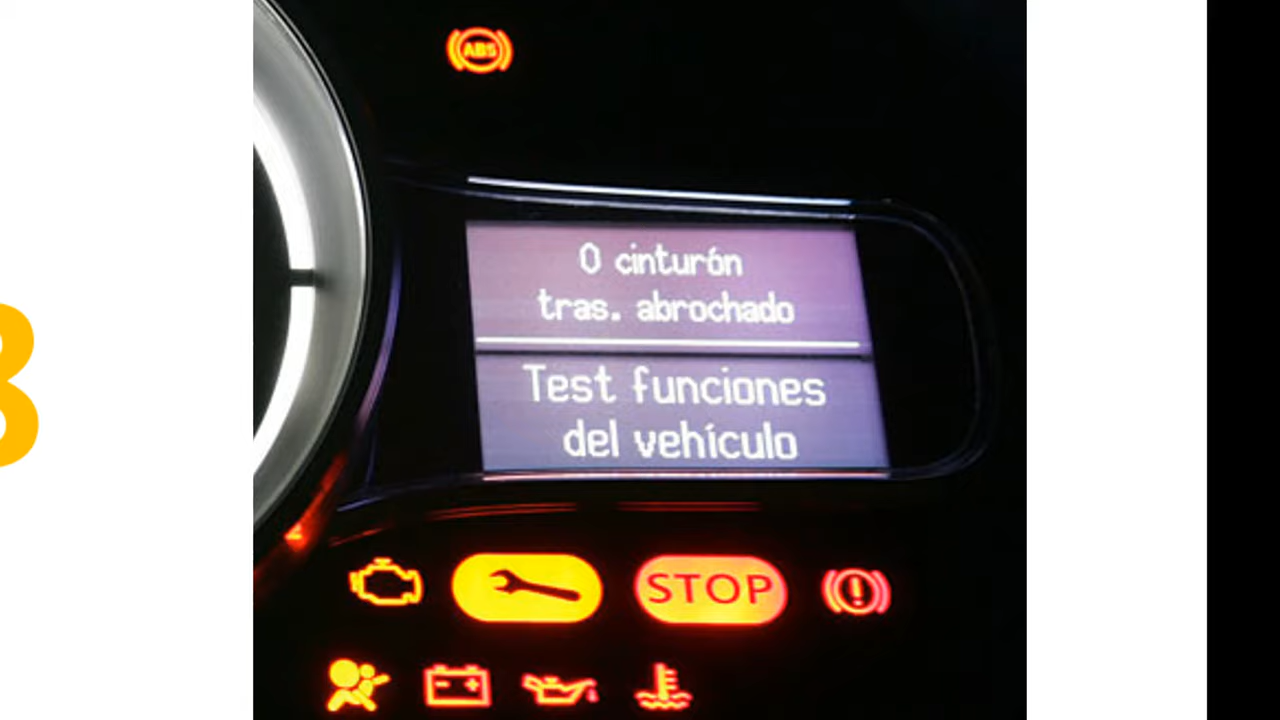 ABS
0 cinturón
tras. abrochado
Test funciones
del vehículo
STOP